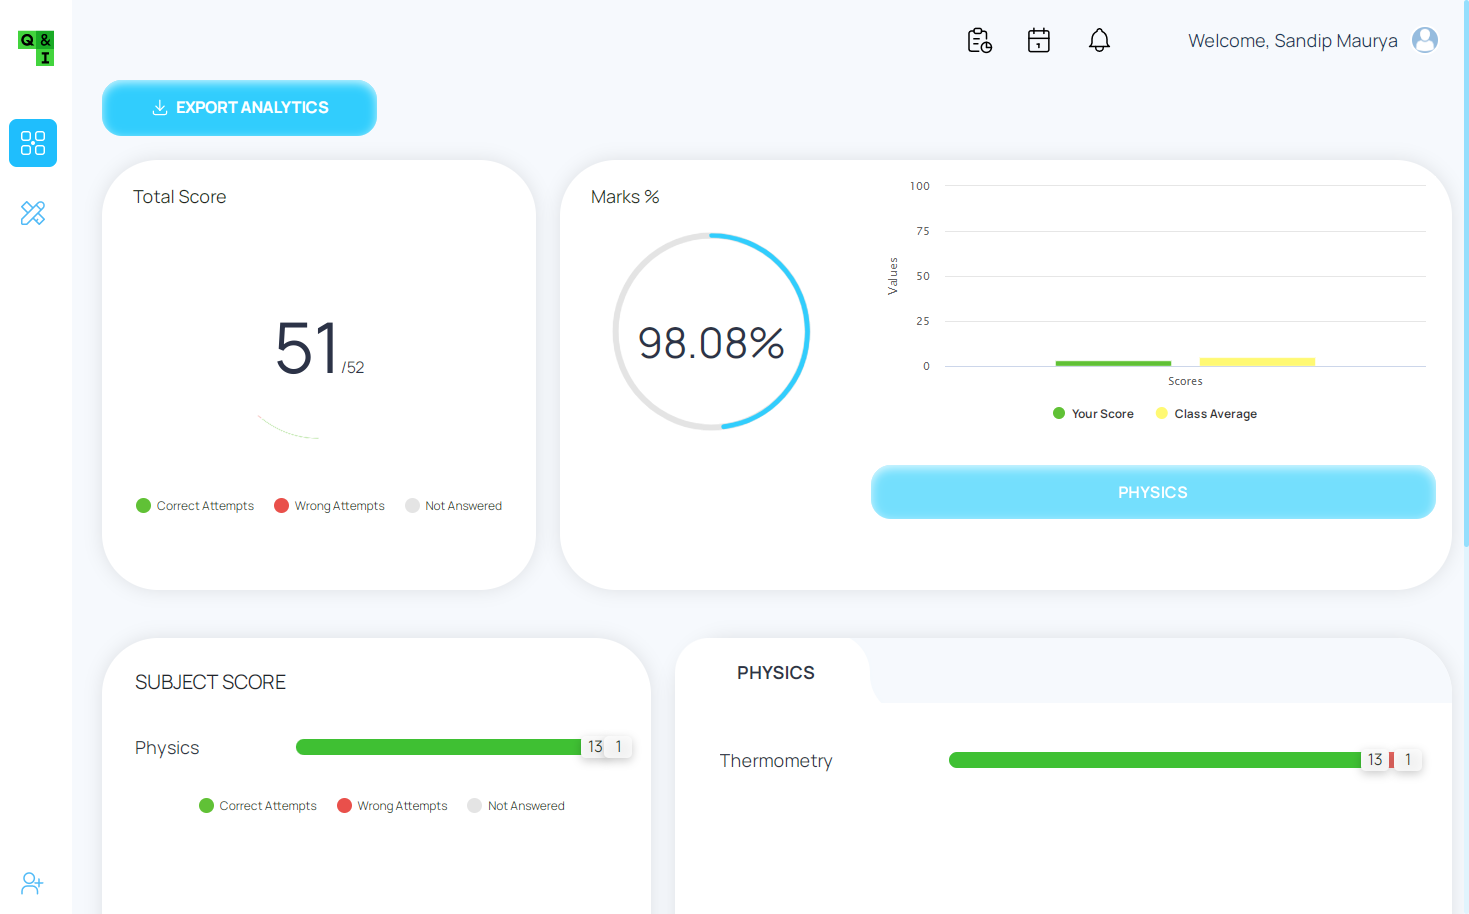 Q &
I
Welcome, Sandip Maurya
EXPORT ANALYTICS
Total Score
51/52
Correct Attempts Wrong Attempts Not Answered
Marks %
98.08%
100
75
50
25
0
Values
Scores
Your Score Class Average
PHYSICS
SUBJECT SCORE
Physics 13 1
Correct Attempts Wrong Attempts Not Answered
PHYSICS
Thermometry 13 1